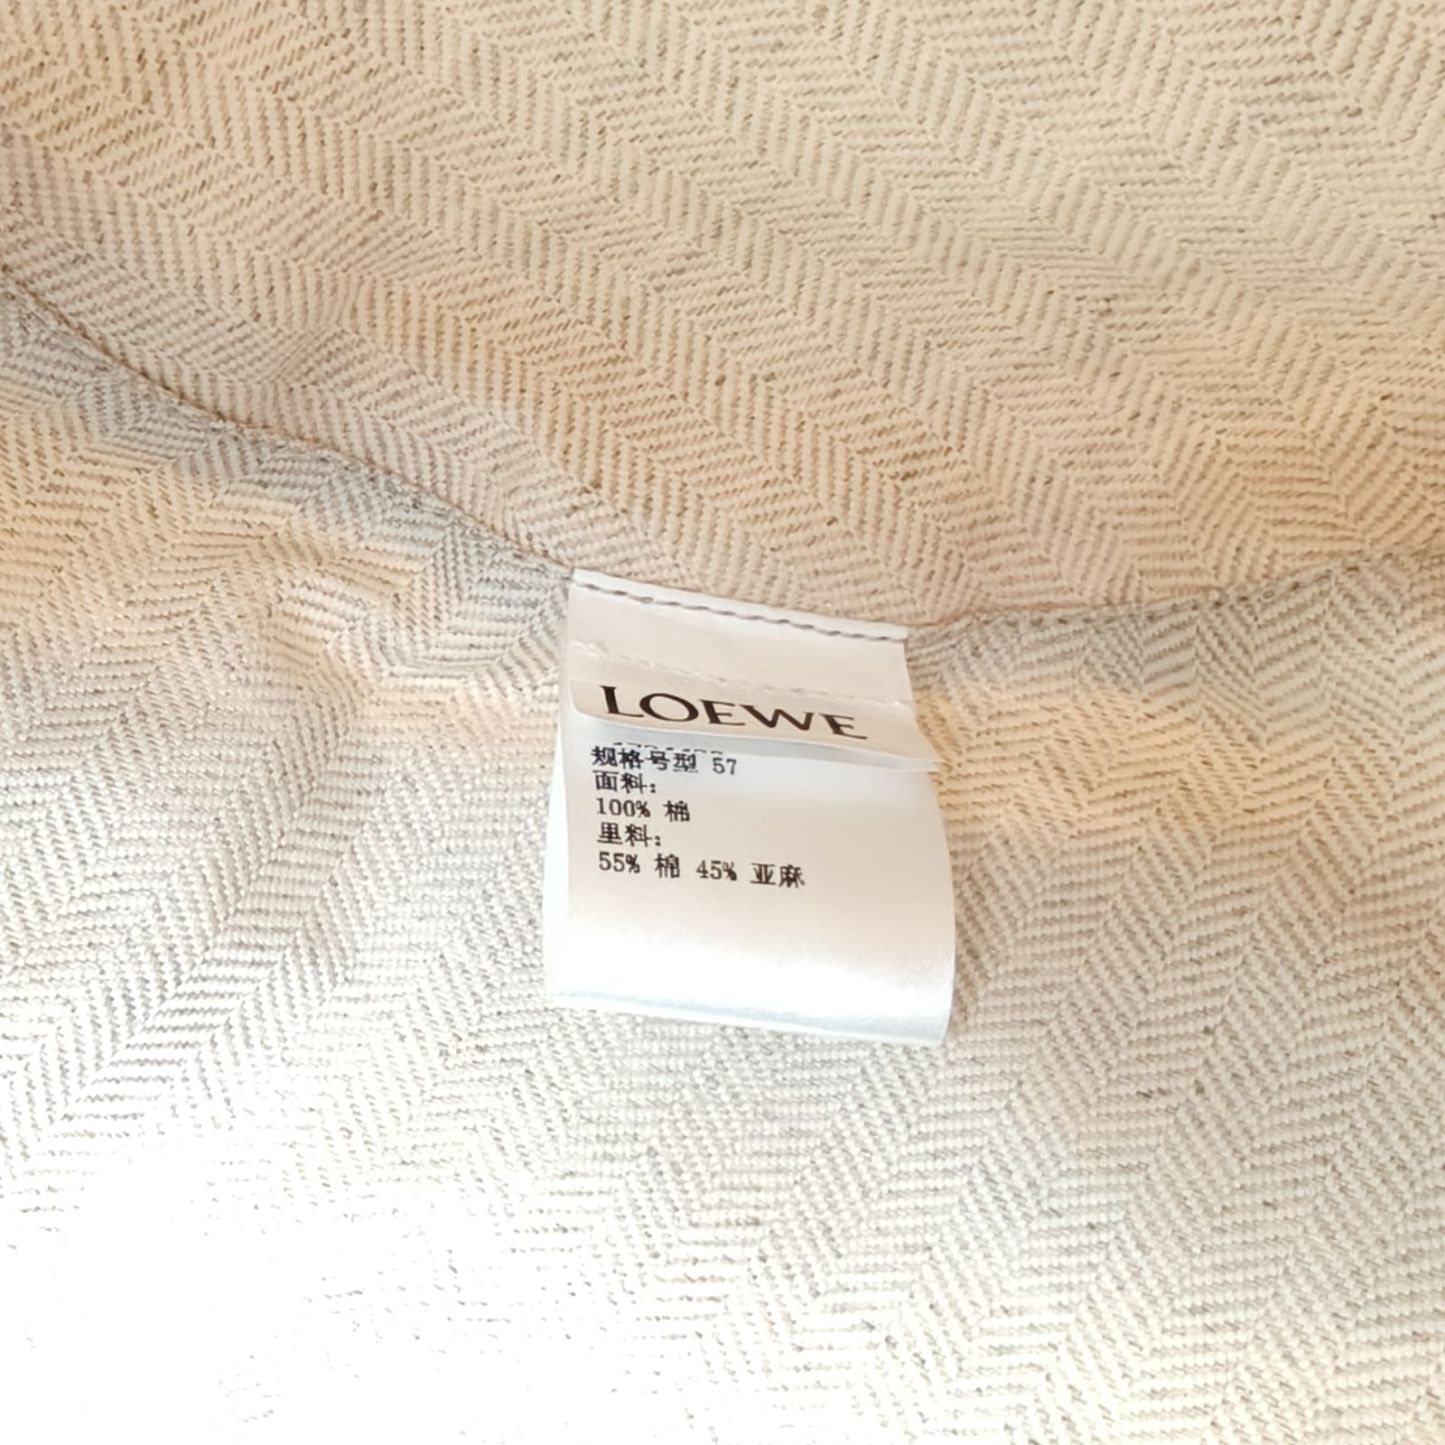 LOEWE
规格号型 57
面料:
100% 棉
里料:
55% 棉 45% 亚麻